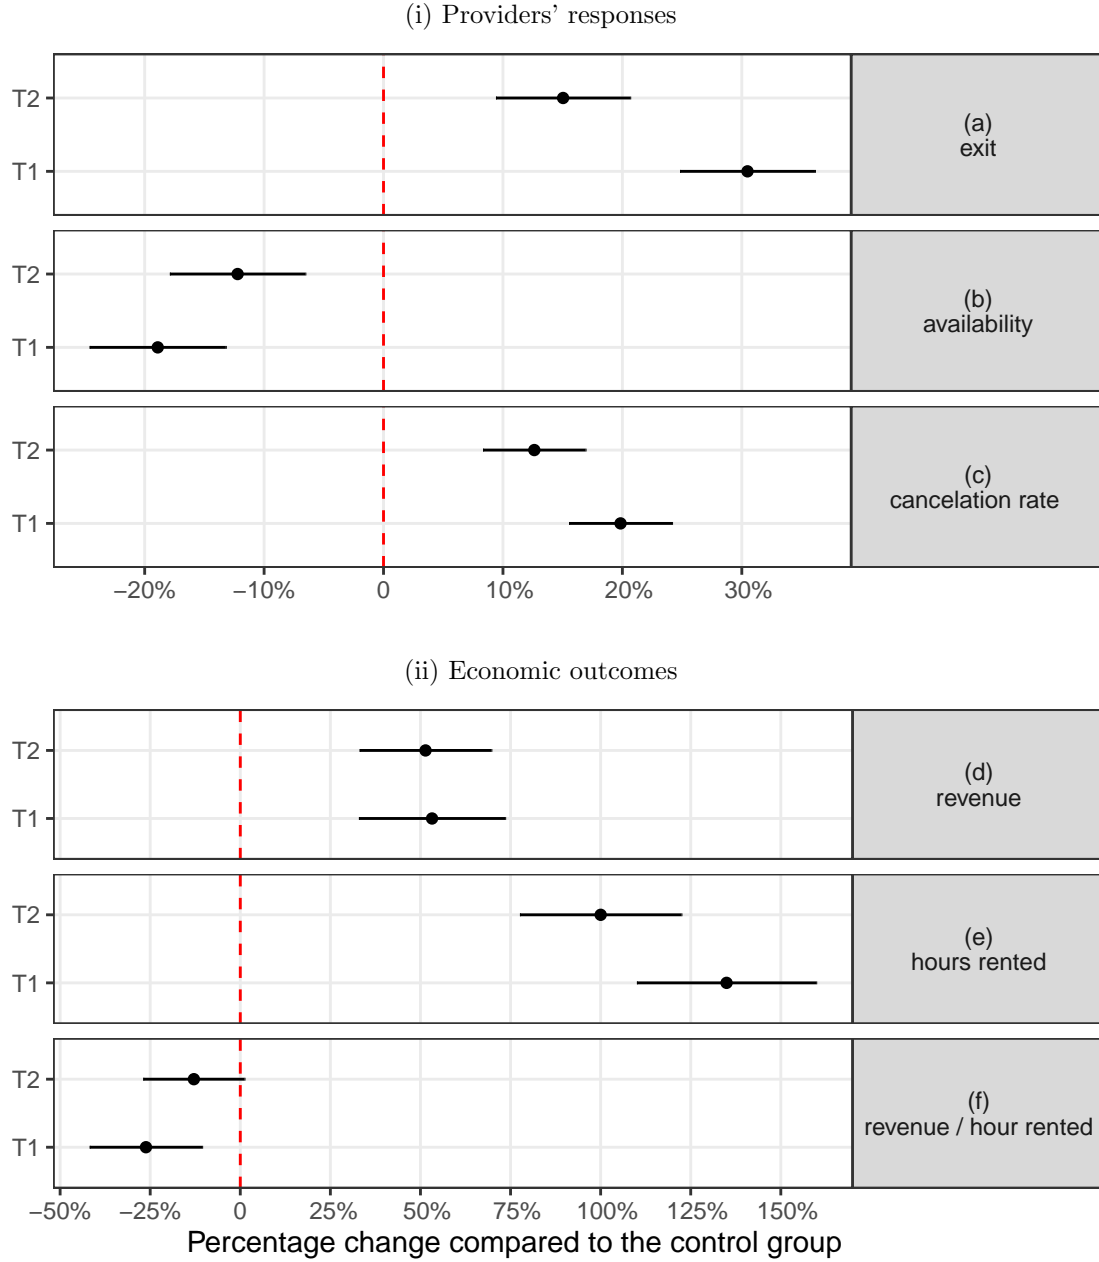 (i) Providers’ responses
T2
T1
(a)
exit
T2
T1
(b)
availability
T2
T1
(c)
cancelation rate
−20% −10% 0 10% 20% 30%
(ii) Economic outcomes
T2
T1
(d)
revenue
T2
T1
(e)
hours rented
T2
T1
(f)
revenue / hour rented
−50% −25% 0 25% 50% 75% 100% 125% 150%
Percentage change compared to the control group